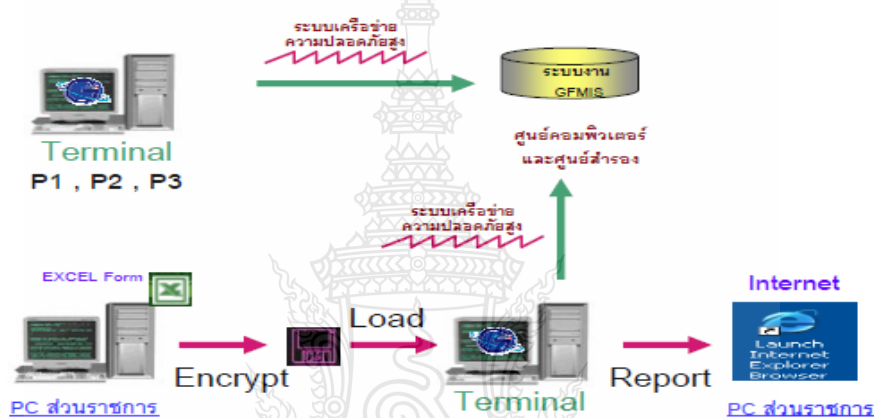 ระบบเครือข่าย
ความปลอดภัยสูง
ระบบงาน
GFMIS
Terminal
P1 , P2 , P3
ศูนย์คอมพิวเตอร์
และศูนย์สำรอง
ระบบเครือข่าย
ความปลอดภัยสูง
EXCEL Form
Internet
Load
Launch
Internet
Explorer
Browser
Encrypt
Report
Terminal
PC ส่วนราชการ
PC ส่วนราชการ